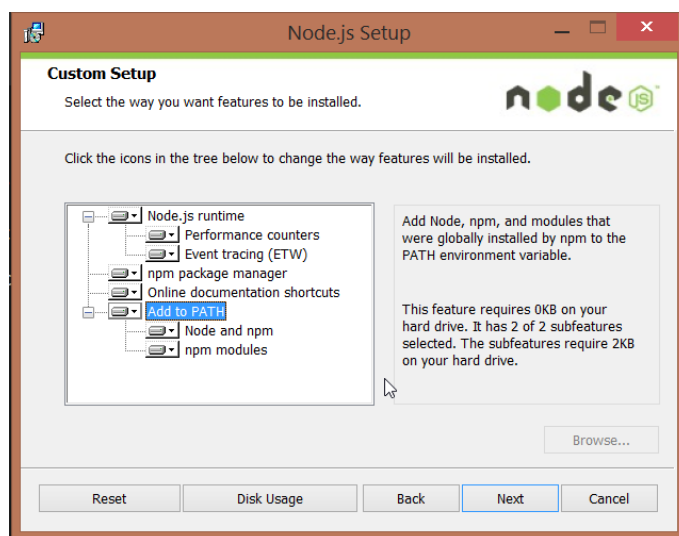 Node.js Setup
Custom Setup
Select the way you want features to be installed.
node
JS
Click the icons in the tree below to change the way features will be installed.
Node.js runtime
Performance counters
Event tracing (ETW)
npm package manager
Online documentation shortcuts
Add to PATH
Node and npm
npm modules
Add Node, npm, and modules that
were globally installed by npm to the
PATH environment variable.
This feature requires 0KB on your
hard drive. It has 2 of 2 subfeatures
selected. The subfeatures require 2KB
on your hard drive.
Browse...
Reset
Disk Usage
Back
Next
Cancel